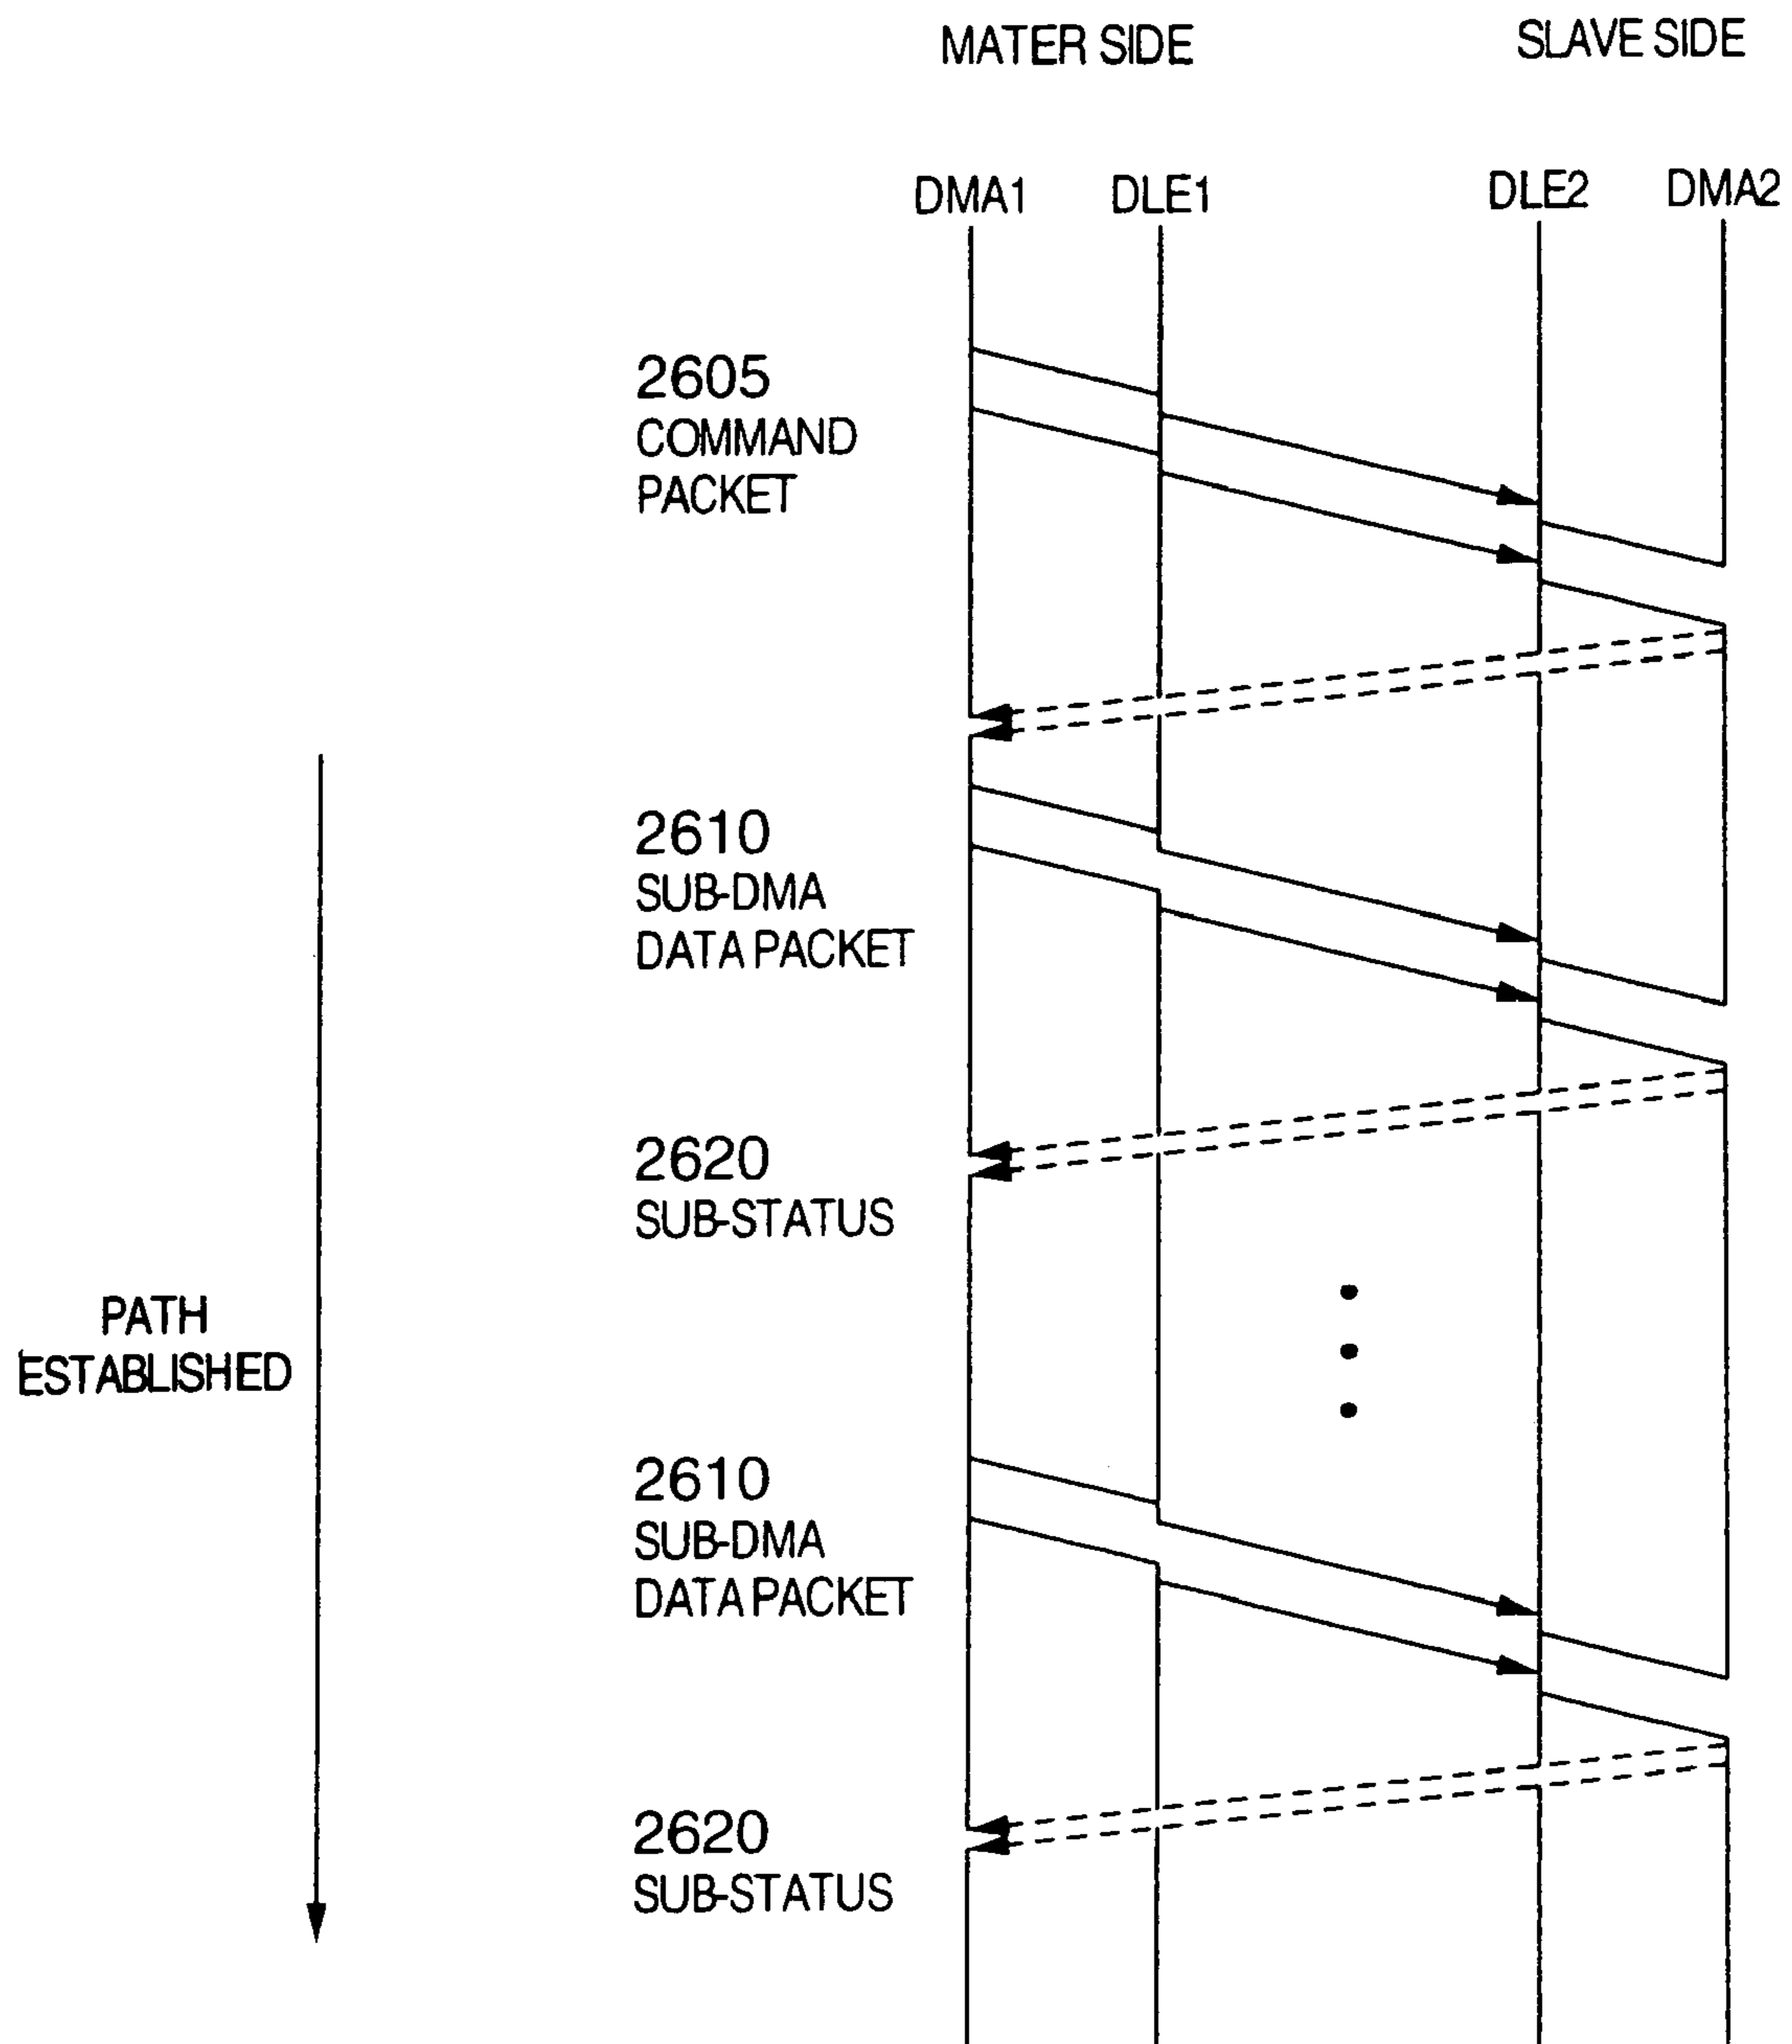 MATER SIDE
SLAVE SIDE
DMA1
DLE1
DLE2
DMA2
2605
COMMAND
PACKET
2610
SUB-DMA
DATA PACKET
2620
SUB-STATUS
PATH
ESTABLISHED
2610
SUB-DMA
DATA PACKET
2620
SUB-STATUS